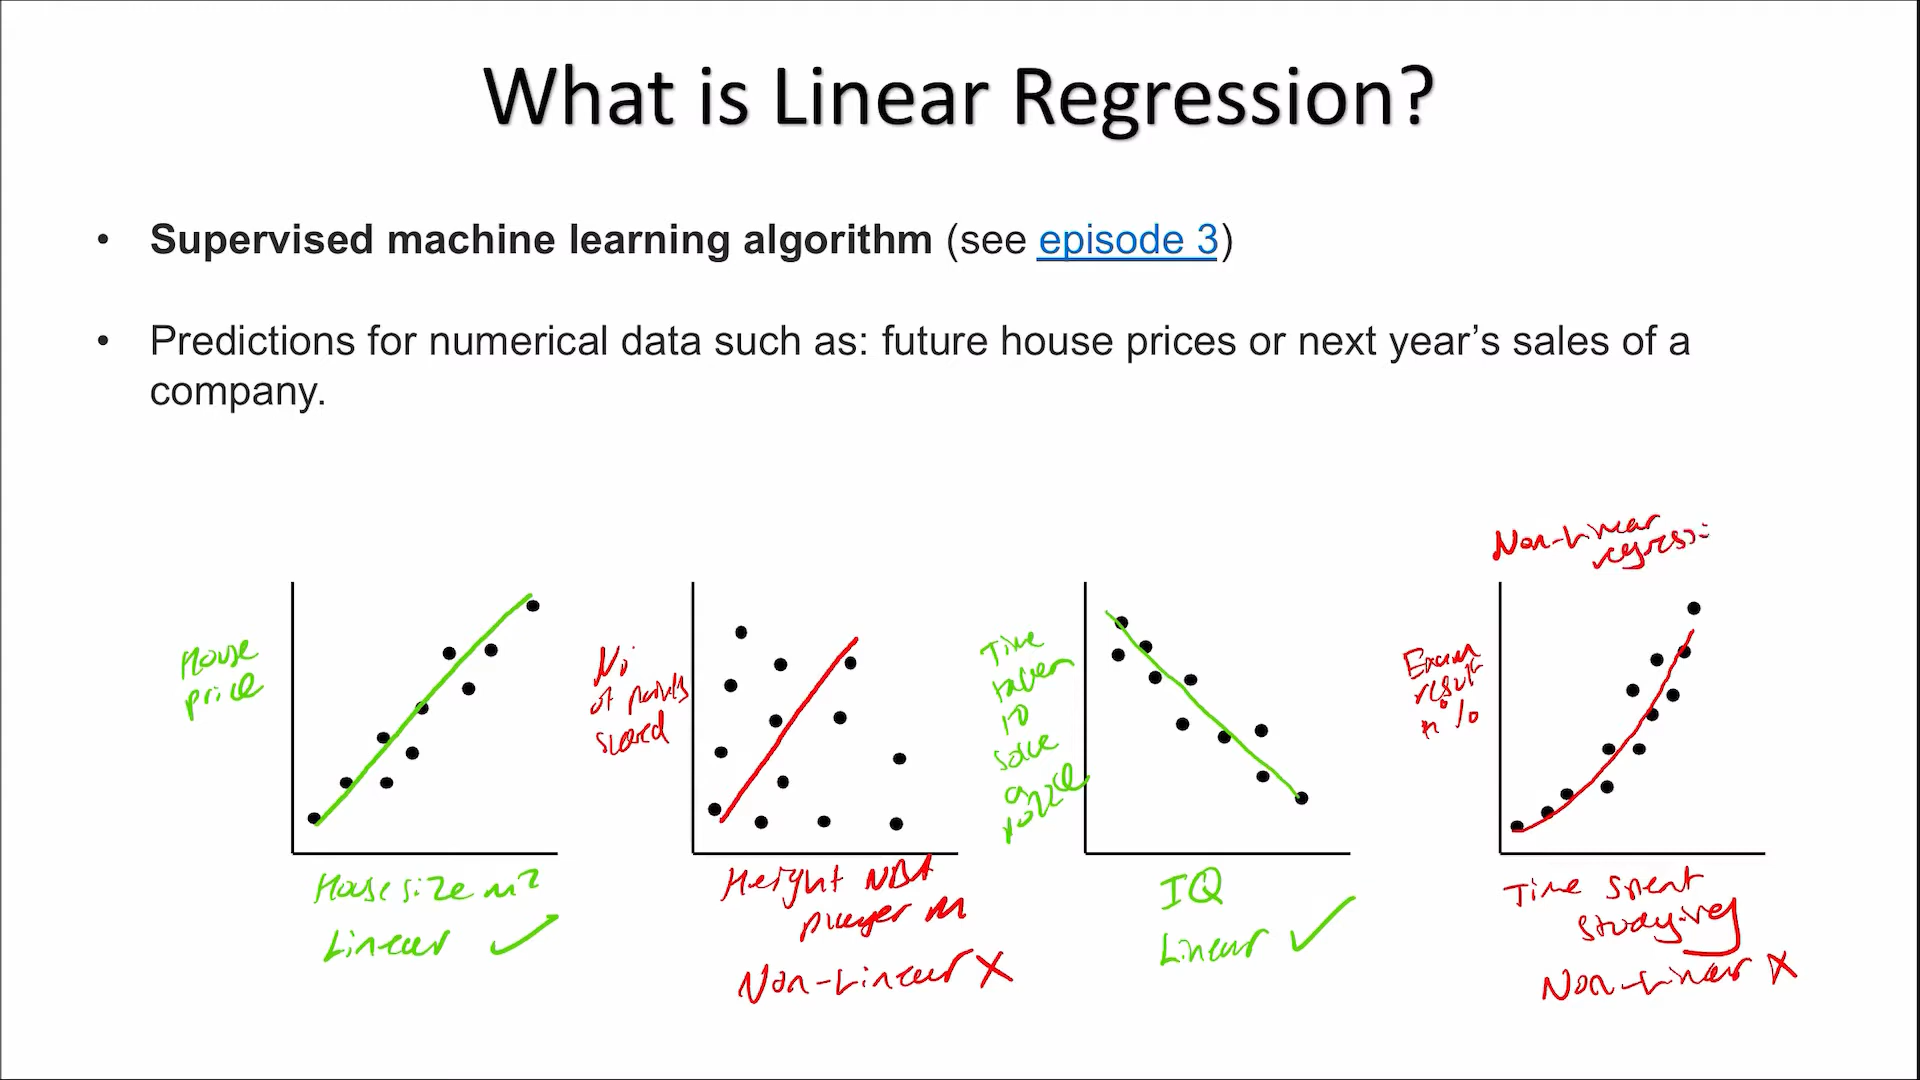 What is Linear Regression?
• Supervised machine learning algorithm (see episode 3)
• Predictions for numerical data such as: future house prices or next year’s sales of a
company.
House
price
House size m2
Linear ✓
of points
scored
Height NBA
player m
Non-Linear X
Time
taken
to
solve
a
IQ
Linear ✓
Non-Linear
Exam
result
%
Time spent
studying
Non-Linear X